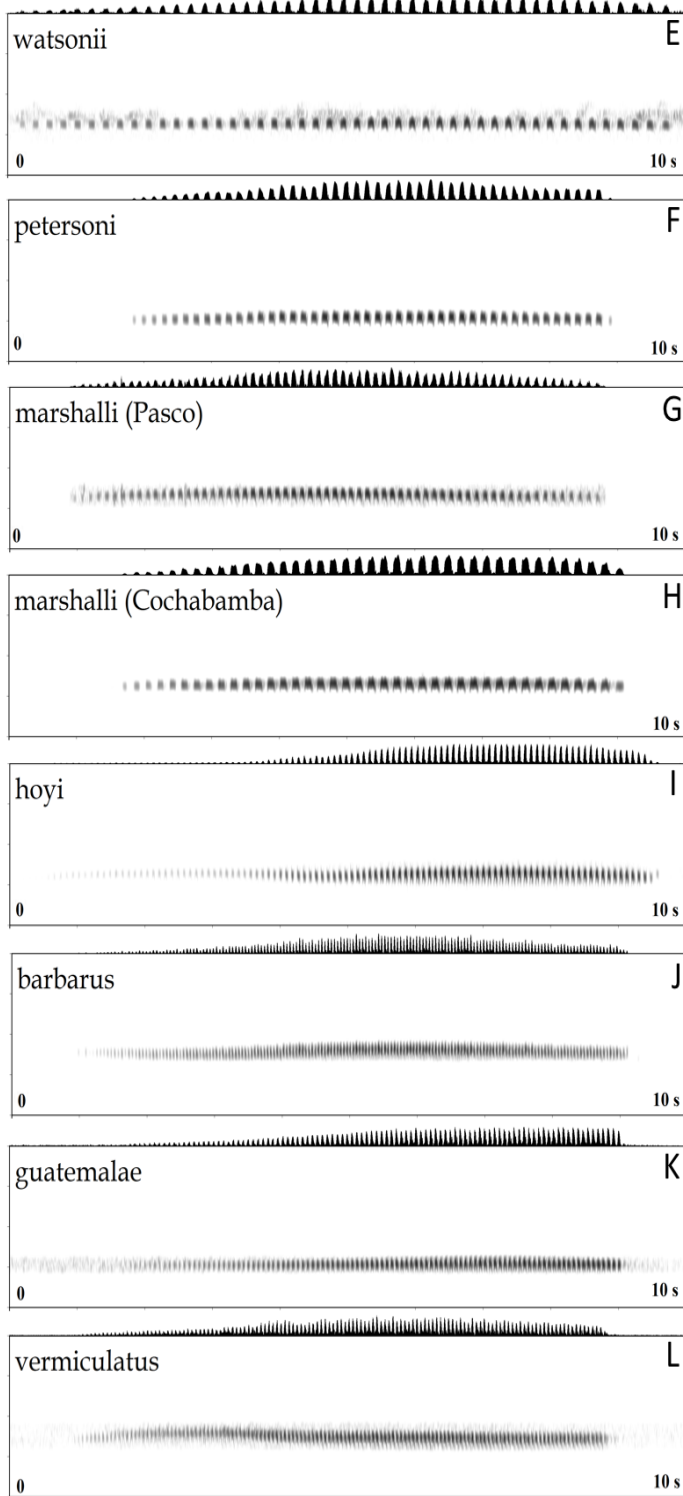 watsonii E
0 10 s
petersoni F
0 10 s
marshalli (Pasco) G
0 10 s
marshalli (Cochabamba) H
0 10 s
hoyi I
0 10 s
barbarus J
0 10 s
guatemalae K
0 10 s
vermiculatus L
0 10 s